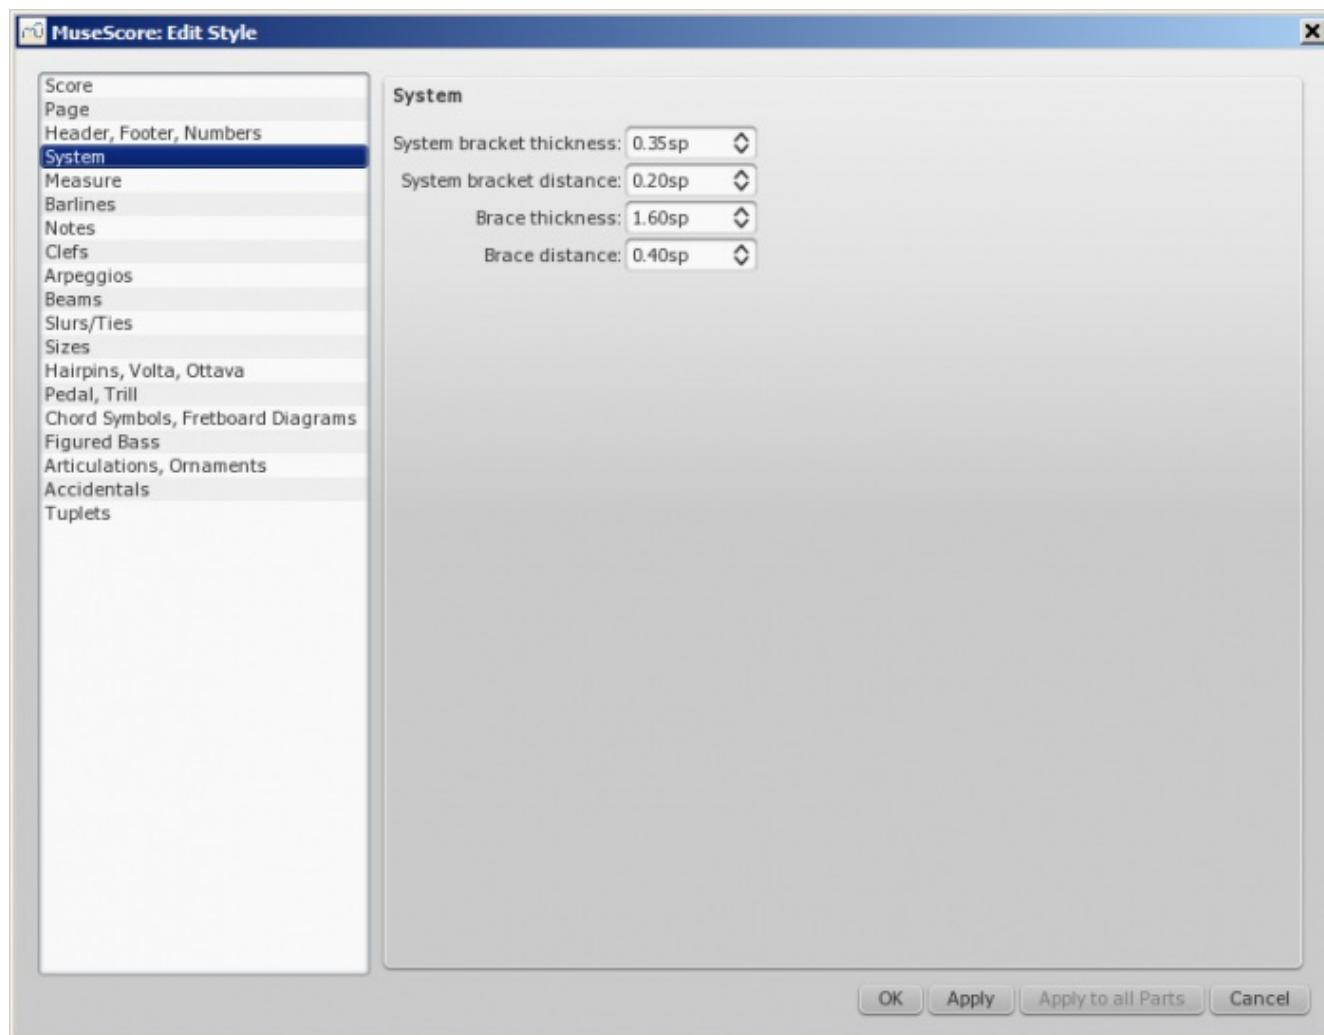 MuseScore: Edit Style
Score
Page
Header, Footer, Numbers
System
Measure
Barlines
Notes
Clefs
Arpeggios
Beams
Slurs/Ties
Sizes
Hairpins, Volta, Ottava
Pedal, Trill
Chord Symbols, Fretboard Diagrams
Figured Bass
Articulations, Ornaments
Accidentals
Tuplets
System
System bracket thickness: 0.35sp
System bracket distance: 0.20sp
Brace thickness: 1.60sp
Brace distance: 0.40sp
OK Apply Apply to all Parts Cancel